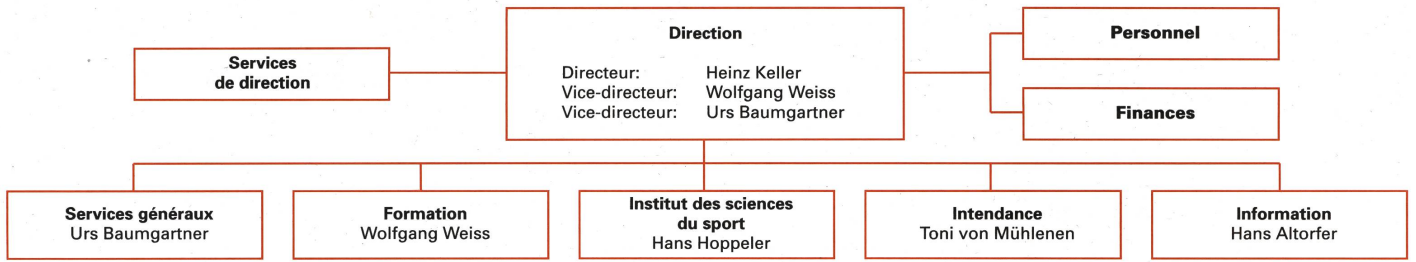 Services
de direction
Direction
Directeur: Heinz Keller
Vice-directeur: Wolfgang Weiss
Vice-directeur: Urs Baumgartner
Personnel
Finances
Services généraux
Urs Baumgartner
Formation
Wolfgang Weiss
Institut des sciences
du sport
Hans Hoppeler
Intendance
Toni von Mühlenen
Information
Hans Altorfer